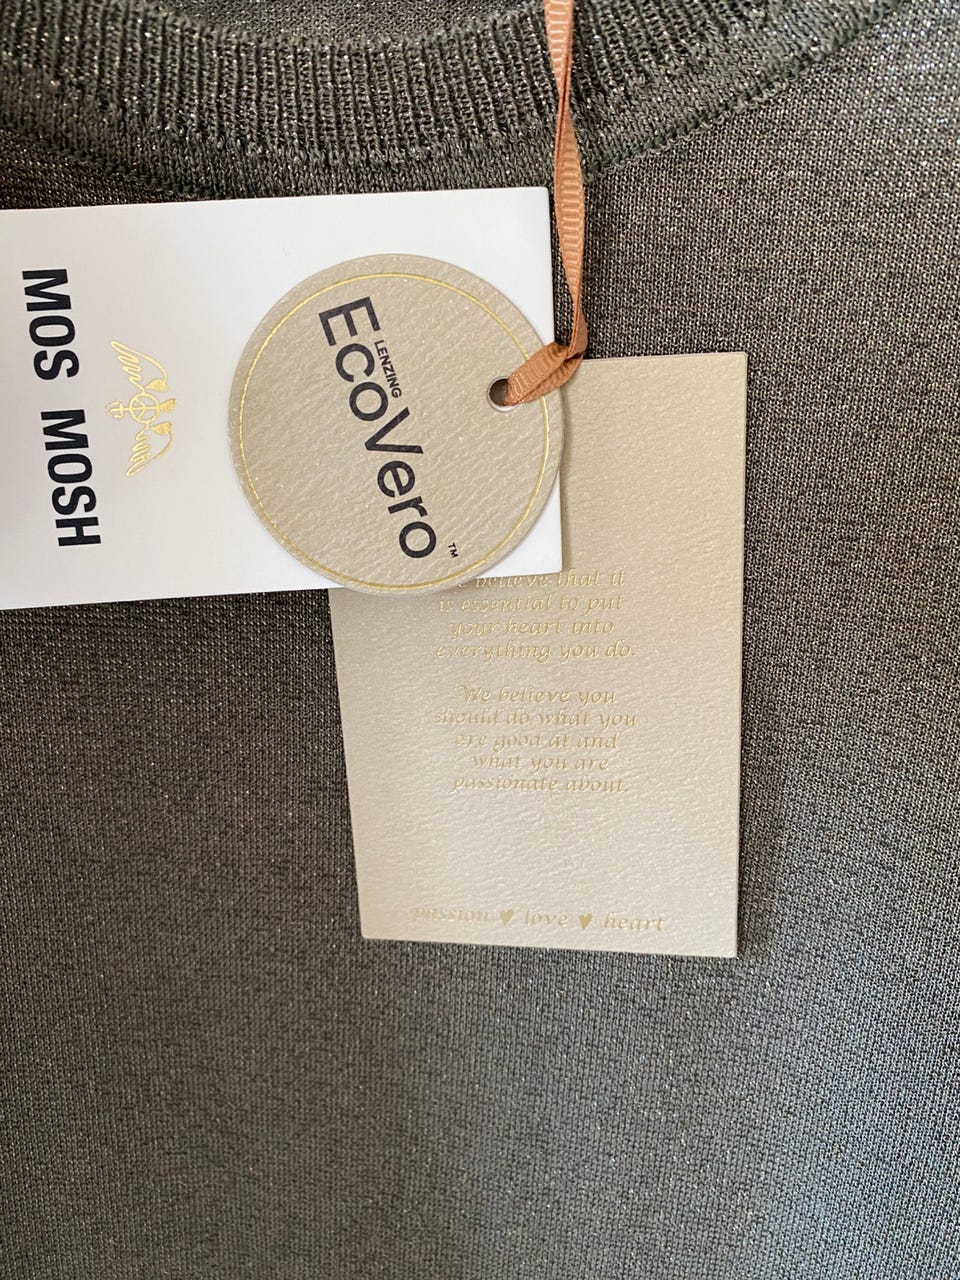 MOS MOSH
LENZING
EcoVero
™
believe that it
is essential to put
your heart into
everything you do.
We believe you
should do what you
are good at and
what you are
passionate about.
passion ♥ love ♥ heart